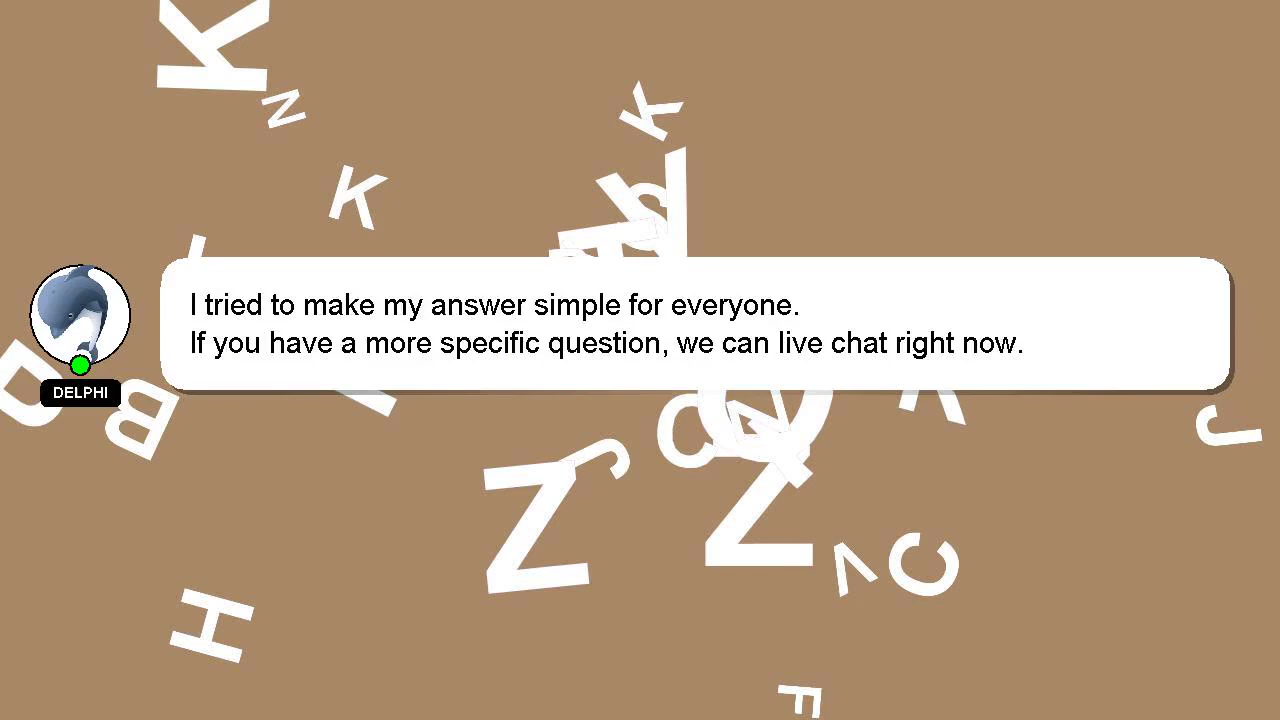 I tried to make my answer simple for everyone.
If you have a more specific question, we can live chat right now.
DELPHI
K
N
K
K
S
B
J
C
N
J
Z
Z
V
C
H
F